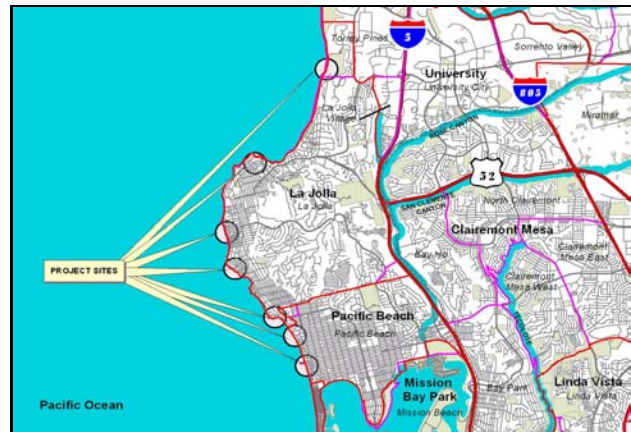 Torrey Pines
5
Sorrento Valley
University
University City
805
La Jolla
Village
Miramar
ROSE CANYON
52
La Jolla
La Jolla
SAN CLEMENTE
CANYON
North Clairemont
Clairemont Mesa
Bay Ho
Clairemont
Mesa East
Clairemont
Mesa West
PROJECT SITES
TECOLOTE
Pacific Beach
Pacific Beach
Mission
Bay Park
Mission Beach
Bay Park
Linda Vista
Linda Vista
Pacific Ocean